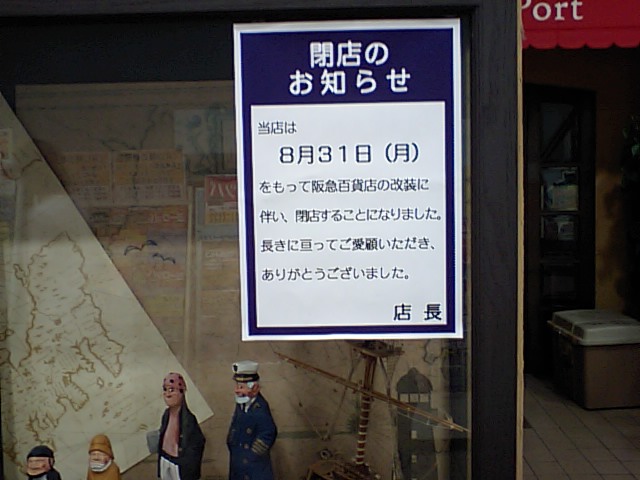 Port
閉店の
お知らせ
当店は
8月31日（月）
をもって阪急百貨店の改装に
伴い、閉店することになりました。
長きに亘ってご愛顧いただき、
ありがとうございました。
店長